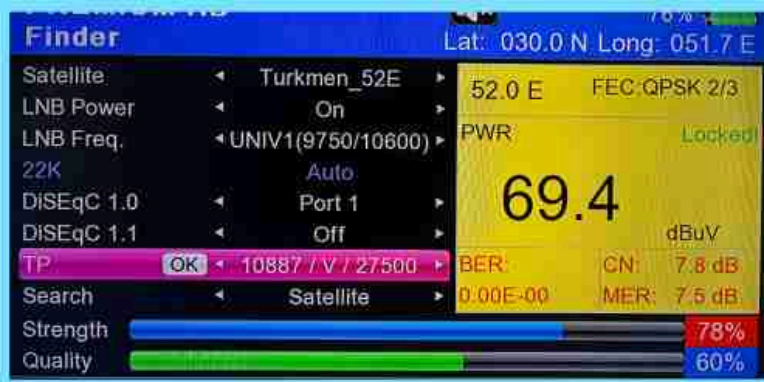 78%
Finder
Lat: 030.0 N Long: 051.7 E
Satellite Turkmen_52E
LNB Power On
LNB Freq. UNIV1(9750/10600)
22K Auto
DiSEqC 1.0 Port 1
DiSEqC 1.1 Off
TP OK 10887 / V / 27500
Search Satellite
52.0 E FEC:QPSK 2/3
PWR Locked!
69.4
dBuV
BER: CN: 7.8 dB
0.00E-00 MER: 7.5 dB
Strength 78%
Quality 60%